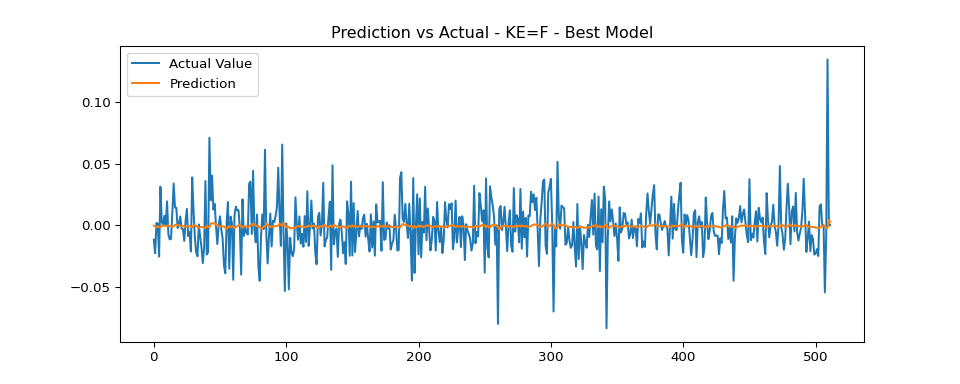 Prediction vs Actual - KE=F - Best Model
Actual Value
Prediction
0.10
0.05
0.00
−0.05
0 100 200 300 400 500